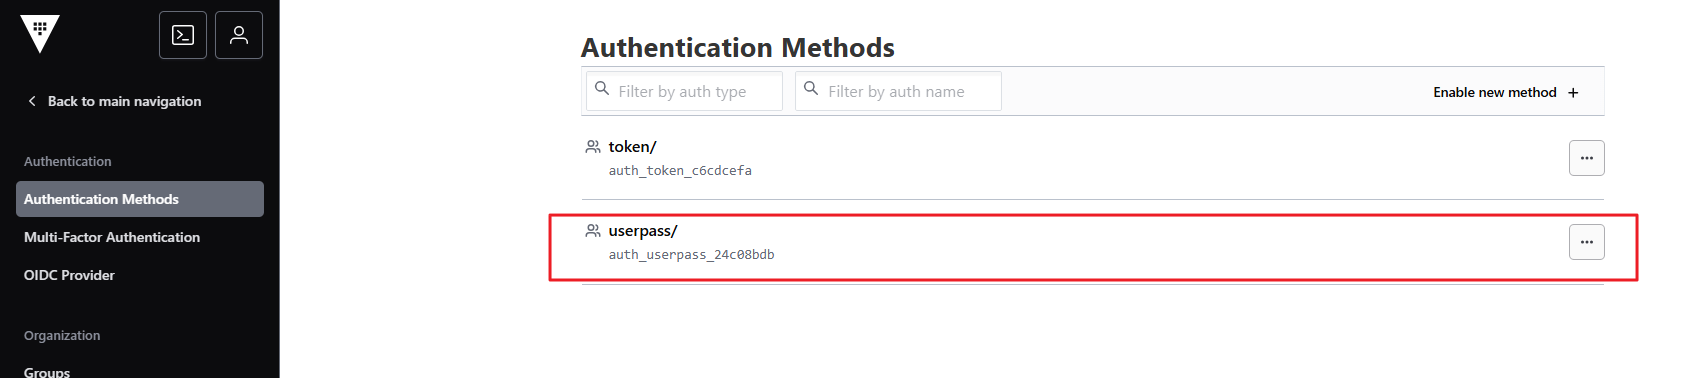 Back to main navigation
Authentication
Authentication Methods
Multi-Factor Authentication
OIDC Provider
Organization
Groups
Authentication Methods
Filter by auth type
Filter by auth name
Enable new method +
token/
auth_token_c6cdcefa
userpass/
auth_userpass_24c08bdb